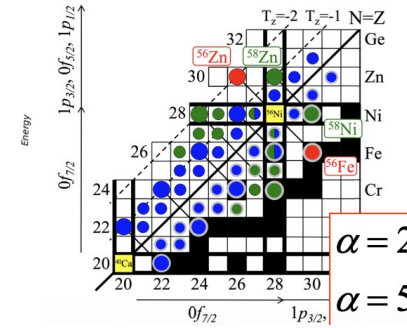 T_z=-2 T_z=-1 N=Z
32 Ge
⁵⁶Zn ⁵⁸Zn
30 Zn
28 ⁵⁶Ni Ni
⁵⁸Ni
26 Fe
⁵⁶Fe
24 Cr
22
20 ⁴⁰Ca
20 22 24 26 28 30
0f₇/₂ 1p₃/₂,
Energy
0f₇/₂ 1p₃/₂, 0f₅/₂, 1p₁/₂
α = 2
α = 5